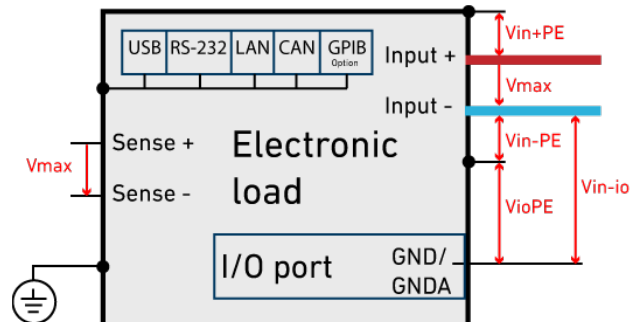 USB RS-232 LAN CAN GPIB
Option
Vin+PE
Input +
Vmax
Input -
Sense +
Vmax
Sense -
Electronic
load
Vin-PE
Vin-io
VioPE
I/O port
GND/
GNDA